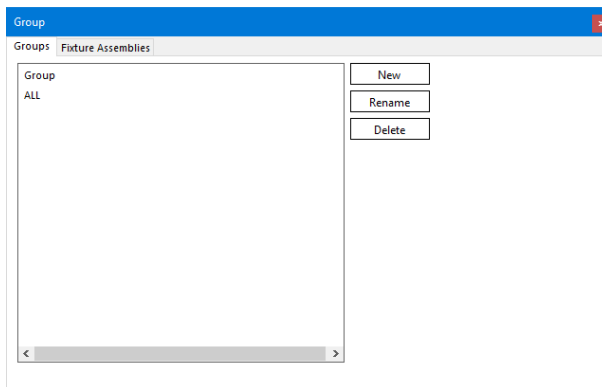 Group
Groups Fixture Assemblies
Group
ALL
New
Rename
Delete